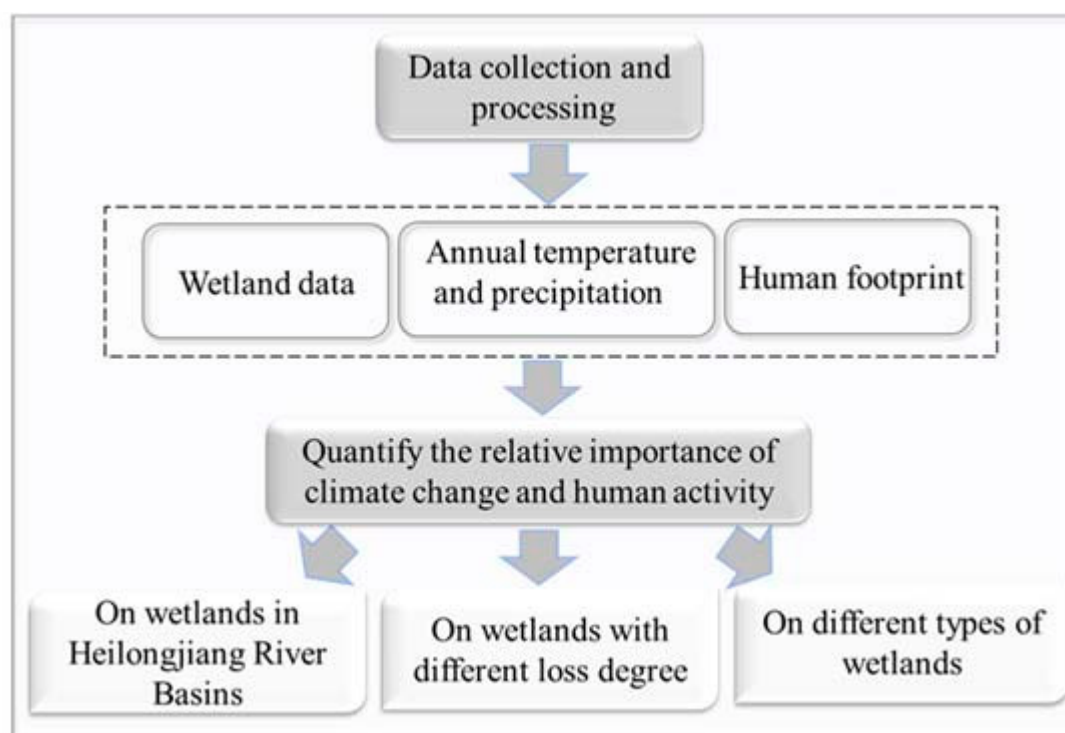 Data collection and
processing
Wetland data
Annual temperature
and precipitation
Human footprint
Quantify the relative importance of
climate change and human activity
On wetlands in
Heilongjiang River
Basins
On wetlands with
different loss degree
On different types of
wetlands